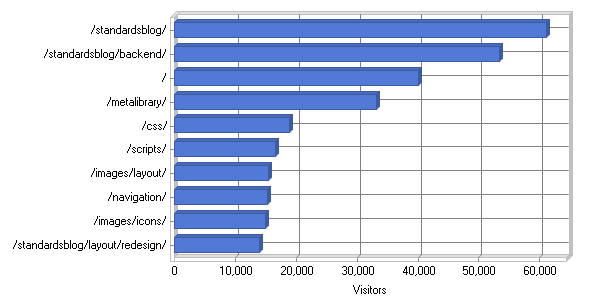 /standardsblog/
/standardsblog/backend/
/
/metalibrary/
/css/
/scripts/
/images/layout/
/navigation/
/images/icons/
/standardsblog/layout/redesign/
0 10,000 20,000 30,000 40,000 50,000 60,000
Visitors